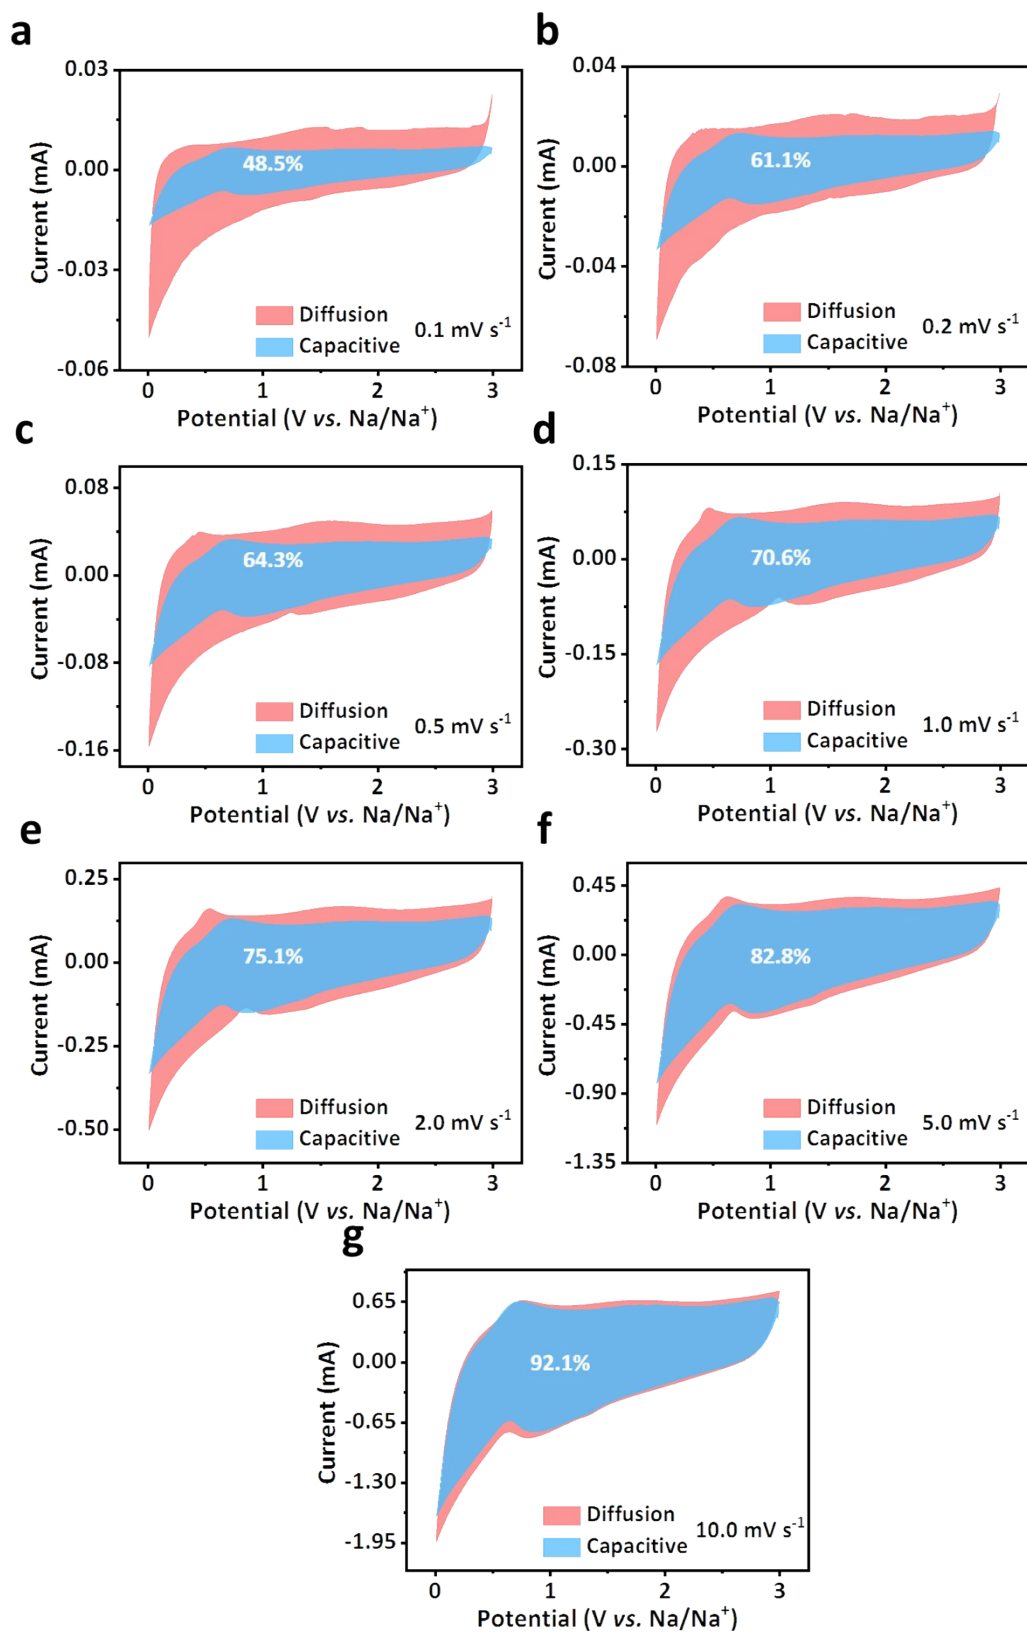 a
0.03
0.00
-0.03
-0.06
Current (mA)
48.5%
Diffusion
Capacitive
0.1 mV s⁻¹
0 1 2 3
Potential (V vs. Na/Na⁺)
b
0.04
0.00
-0.04
-0.08
Current (mA)
61.1%
Diffusion
Capacitive
0.2 mV s⁻¹
0 1 2 3
Potential (V vs. Na/Na⁺)
c
0.08
0.00
-0.08
-0.16
Current (mA)
64.3%
Diffusion
Capacitive
0.5 mV s⁻¹
0 1 2 3
Potential (V vs. Na/Na⁺)
d
0.15
0.00
-0.15
-0.30
Current (mA)
70.6%
Diffusion
Capacitive
1.0 mV s⁻¹
0 1 2 3
Potential (V vs. Na/Na⁺)
e
0.25
0.00
-0.25
-0.50
Current (mA)
75.1%
Diffusion
Capacitive
2.0 mV s⁻¹
0 1 2 3
Potential (V vs. Na/Na⁺)
f
0.45
0.00
-0.45
-0.90
-1.35
Current (mA)
82.8%
Diffusion
Capacitive
5.0 mV s⁻¹
0 1 2 3
Potential (V vs. Na/Na⁺)
g
0.65
0.00
-0.65
-1.30
-1.95
Current (mA)
92.1%
Diffusion
Capacitive
10.0 mV s⁻¹
0 1 2 3
Potential (V vs. Na/Na⁺)